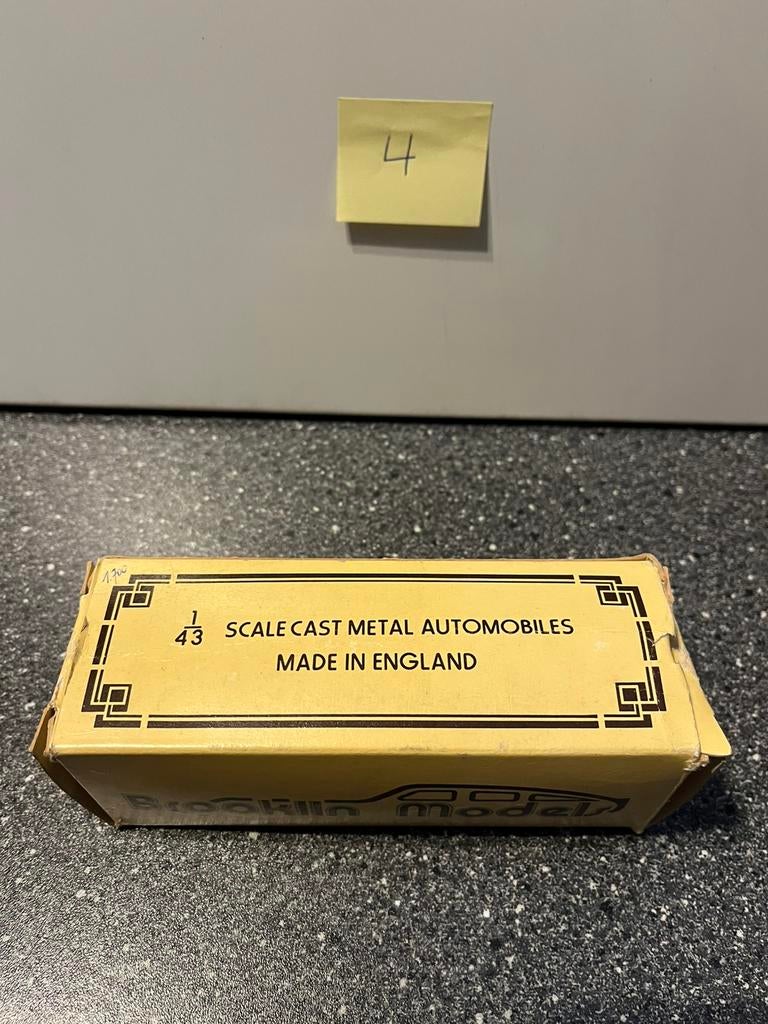 4
1/43 SCALE CAST METAL AUTOMOBILES
MADE IN ENGLAND
Brooklin Models